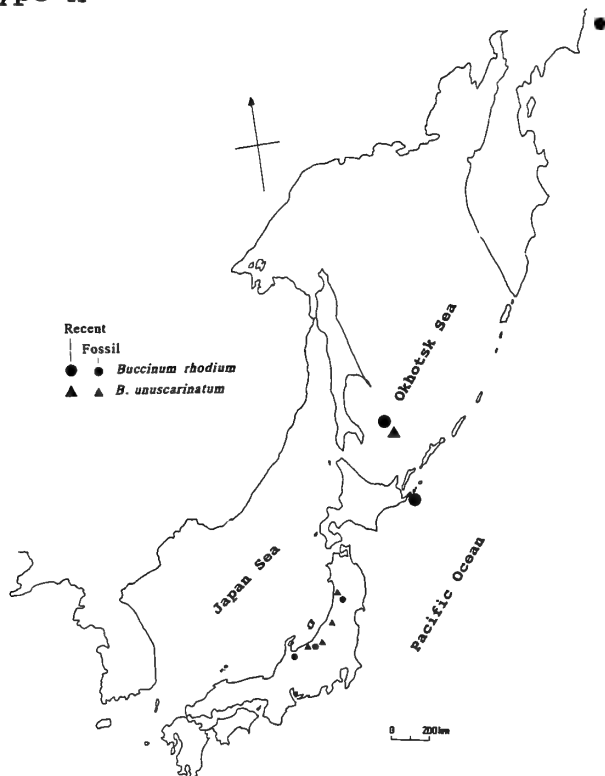 Recent
Fossil
Buccinum rhodium
B. unuscarinatum
Okhotsk Sea
Japan Sea
Pacific Ocean
0 200km